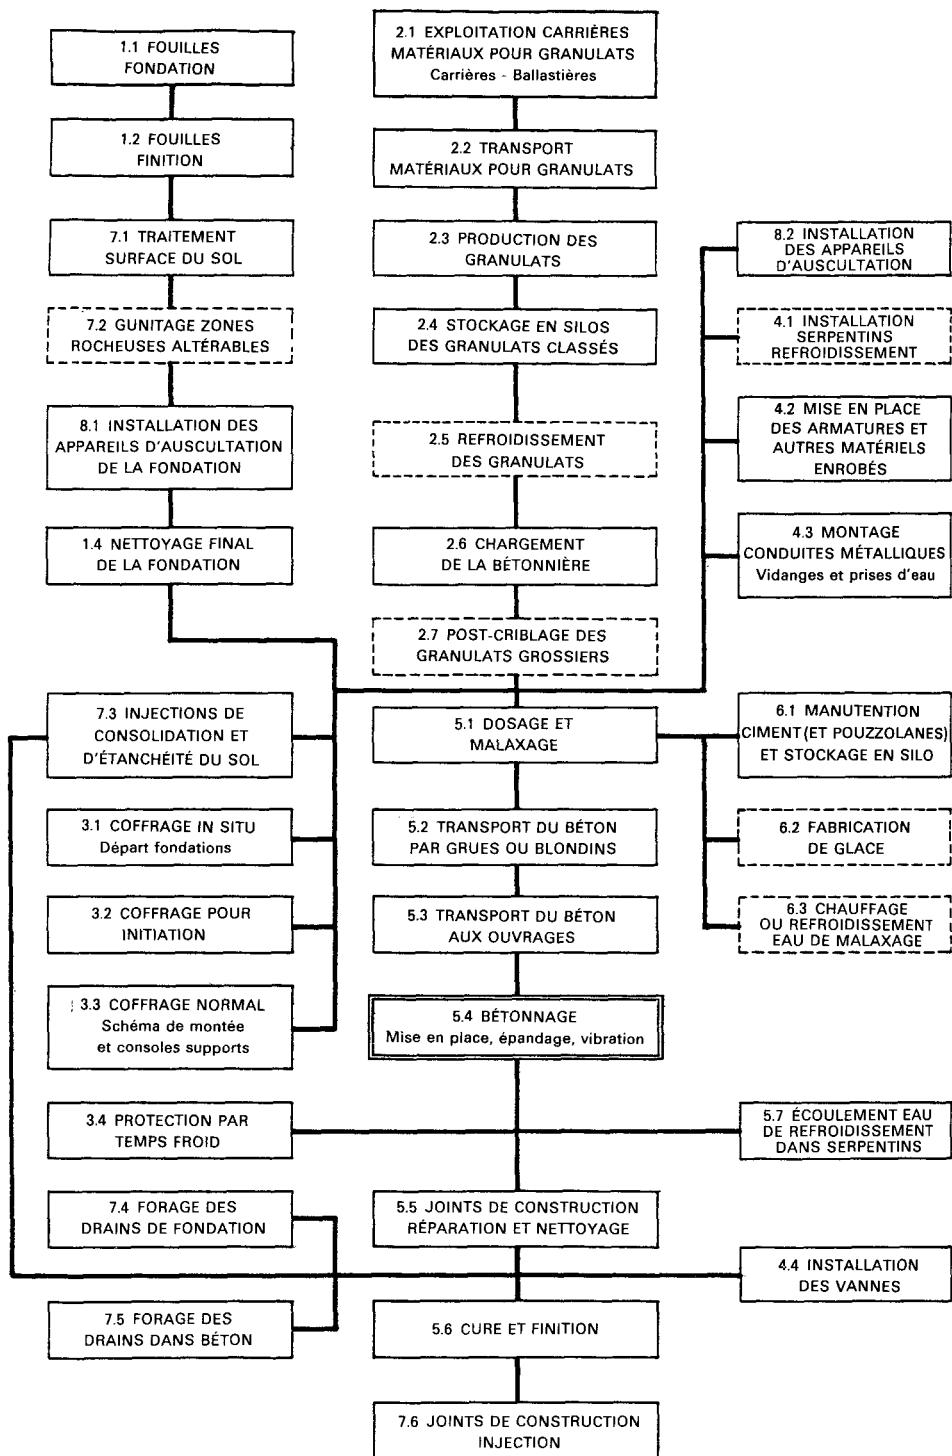 1.1 FOUILLES
FONDATION
1.2 FOUILLES
FINITION
7.1 TRAITEMENT
SURFACE DU SOL
7.2 GUNITAGE ZONES
ROCHEUSES ALTÉRABLES
8.1 INSTALLATION DES
APPAREILS D'AUSCULTATION
DE LA FONDATION
1.4 NETTOYAGE FINAL
DE LA FONDATION
7.3 INJECTIONS DE
CONSOLIDATION ET
D'ÉTANCHÉITÉ DU SOL
3.1 COFFRAGE IN SITU
Départ fondations
3.2 COFFRAGE POUR
INITIATION
3.3 COFFRAGE NORMAL
Schéma de montée
et consoles supports
3.4 PROTECTION PAR
TEMPS FROID
7.4 FORAGE DES
DRAINS DE FONDATION
7.5 FORAGE DES
DRAINS DANS BÉTON
2.1 EXPLOITATION CARRIÈRES
MATÉRIAUX POUR GRANULATS
Carrières - Ballastières
2.2 TRANSPORT
MATÉRIAUX POUR GRANULATS
2.3 PRODUCTION DES
GRANULATS
2.4 STOCKAGE EN SILOS
DES GRANULATS CLASSÉS
2.5 REFROIDISSEMENT
DES GRANULATS
2.6 CHARGEMENT
DE LA BÉTONNIÈRE
2.7 POST-CRIBLAGE DES
GRANULATS GROSSIERS
5.1 DOSAGE ET
MALAXAGE
5.2 TRANSPORT DU BÉTON
PAR GRUES OU BLONDINS
5.3 TRANSPORT DU BÉTON
AUX OUVRAGES
5.4 BÉTONNAGE
Mise en place, épandage, vibration
5.5 JOINTS DE CONSTRUCTION
RÉPARATION ET NETTOYAGE
5.6 CURE ET FINITION
7.6 JOINTS DE CONSTRUCTION
INJECTION
8.2 INSTALLATION
DES APPAREILS
D'AUSCULTATION
4.1 INSTALLATION
SERPENTINS
REFROIDISSEMENT
4.2 MISE EN PLACE
DES ARMATURES ET
AUTRES MATÉRIELS
ENROBÉS
4.3 MONTAGE
CONDUITES MÉTALLIQUES
Vidanges et prises d'eau
6.1 MANUTENTION
CIMENT (ET POUZZOLANES)
ET STOCKAGE EN SILO
6.2 FABRICATION
DE GLACE
6.3 CHAUFFAGE
OU REFROIDISSEMENT
EAU DE MALAXAGE
5.7 ÉCOULEMENT EAU
DE REFROIDISSEMENT
DANS SERPENTINS
4.4 INSTALLATION
DES VANNES